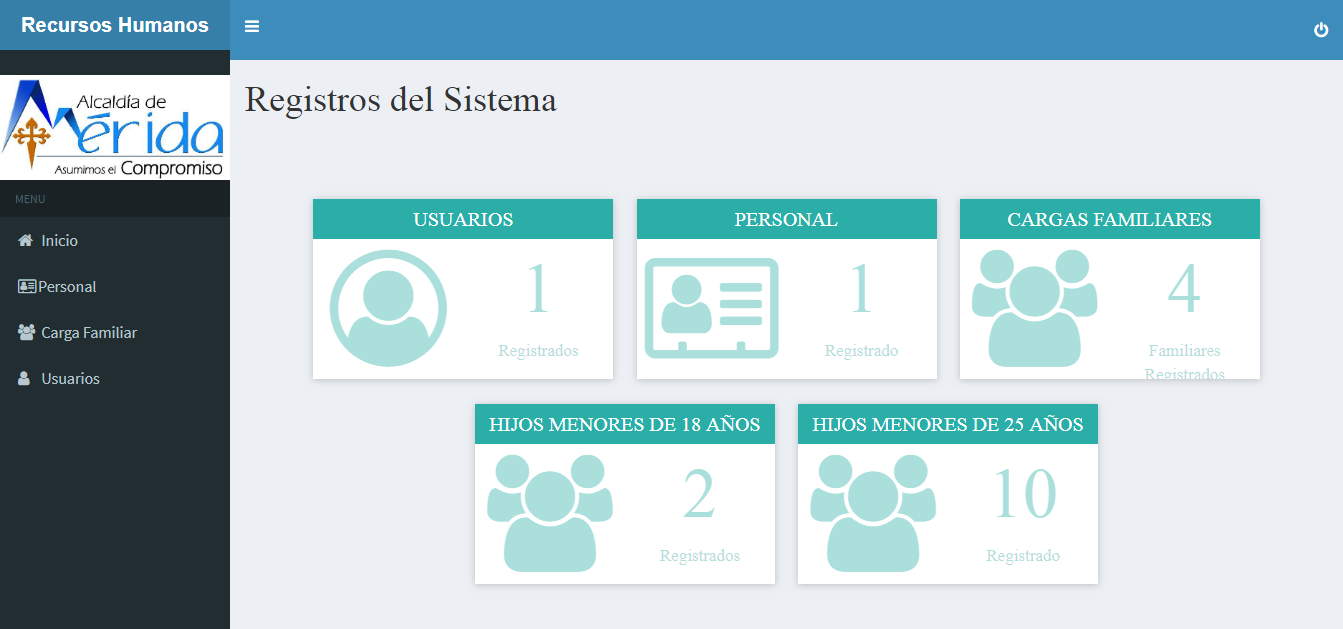 Recursos Humanos
Alcaldía de
Mérida
Asumimos el Compromiso
MENU
Inicio
Personal
Carga Familiar
Usuarios
Registros del Sistema
USUARIOS
1
Registrados
PERSONAL
1
Registrado
CARGAS FAMILIARES
4
Familiares
Registrados
HIJOS MENORES DE 18 AÑOS
2
Registrados
HIJOS MENORES DE 25 AÑOS
10
Registrado